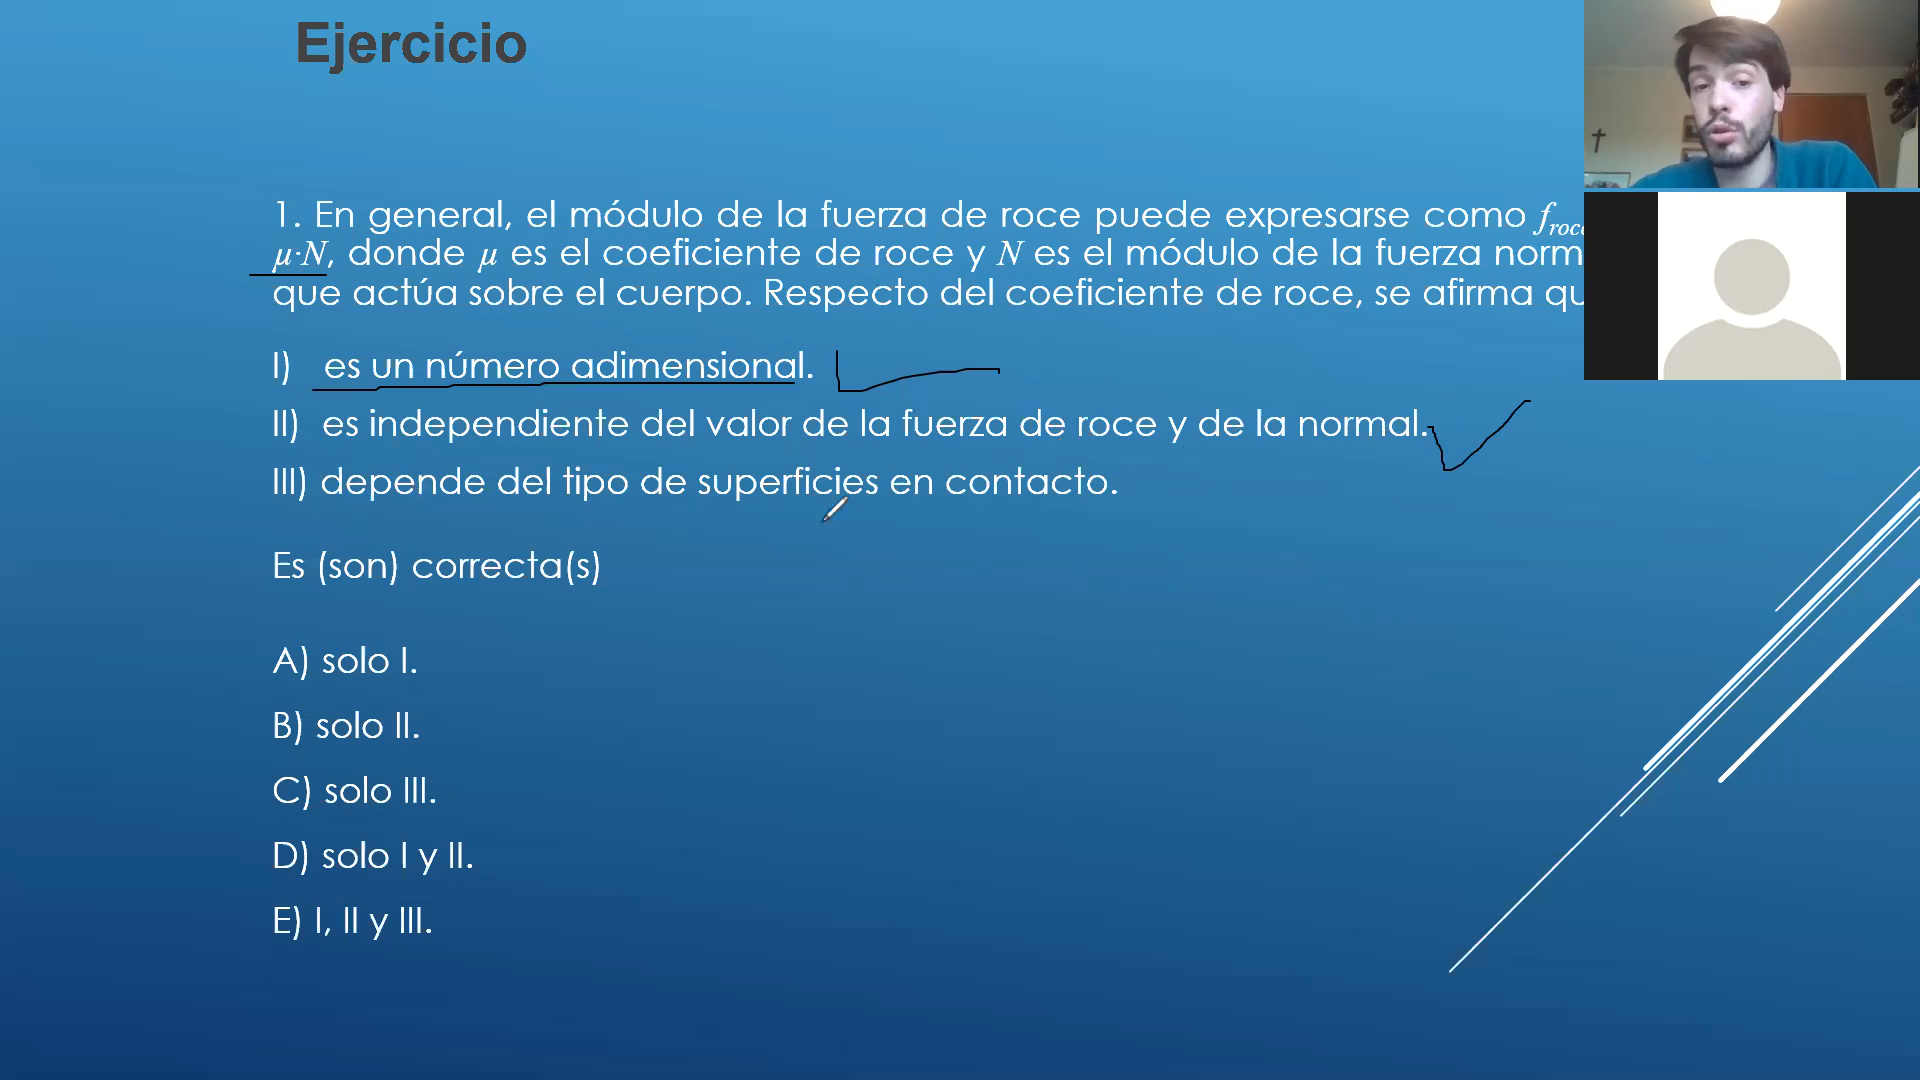 Ejercicio
1. En general, el módulo de la fuerza de roce puede expresarse como f
μ·N, donde μ es el coeficiente de roce y N es el módulo de la fuerza
que actúa sobre el cuerpo. Respecto del coeficiente de roce, se afirma
I) es un número adimensional.
II) es independiente del valor de la fuerza de roce y de la normal.
III) depende del tipo de superficies en contacto.
Es (son) correcta(s)
A) solo I.
B) solo II.
C) solo III.
D) solo I y II.
E) I, II y III.